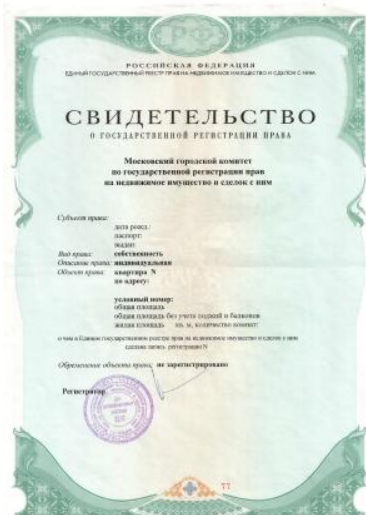 РФ
РОССИЙСКАЯ ФЕДЕРАЦИЯ
ЕДИНЫЙ ГОСУДАРСТВЕННЫЙ РЕЕСТР ПРАВ НА НЕДВИЖИМОЕ ИМУЩЕСТВО И СДЕЛОК С НИМ
СВИДЕТЕЛЬСТВО
О ГОСУДАРСТВЕННОЙ РЕГИСТРАЦИИ ПРАВА
Московский городской комитет
по государственной регистрации прав
на недвижимое имущество и сделок с ним
Субъект права:
дата рожд.:
паспорт:
выдан:
Вид права: собственность
Описание права: индивидуальная
Объект права: квартира N
по адресу:
условный номер:
общая площадь
общая площадь без учета лоджий и балконов
жилая площадь кв. м, количество комнат:
о чем в Едином государственном реестре прав на недвижимое имущество и сделок с ним
сделана запись регистрации N
Обременение объекта права: не зарегистрировано
Регистратор
77